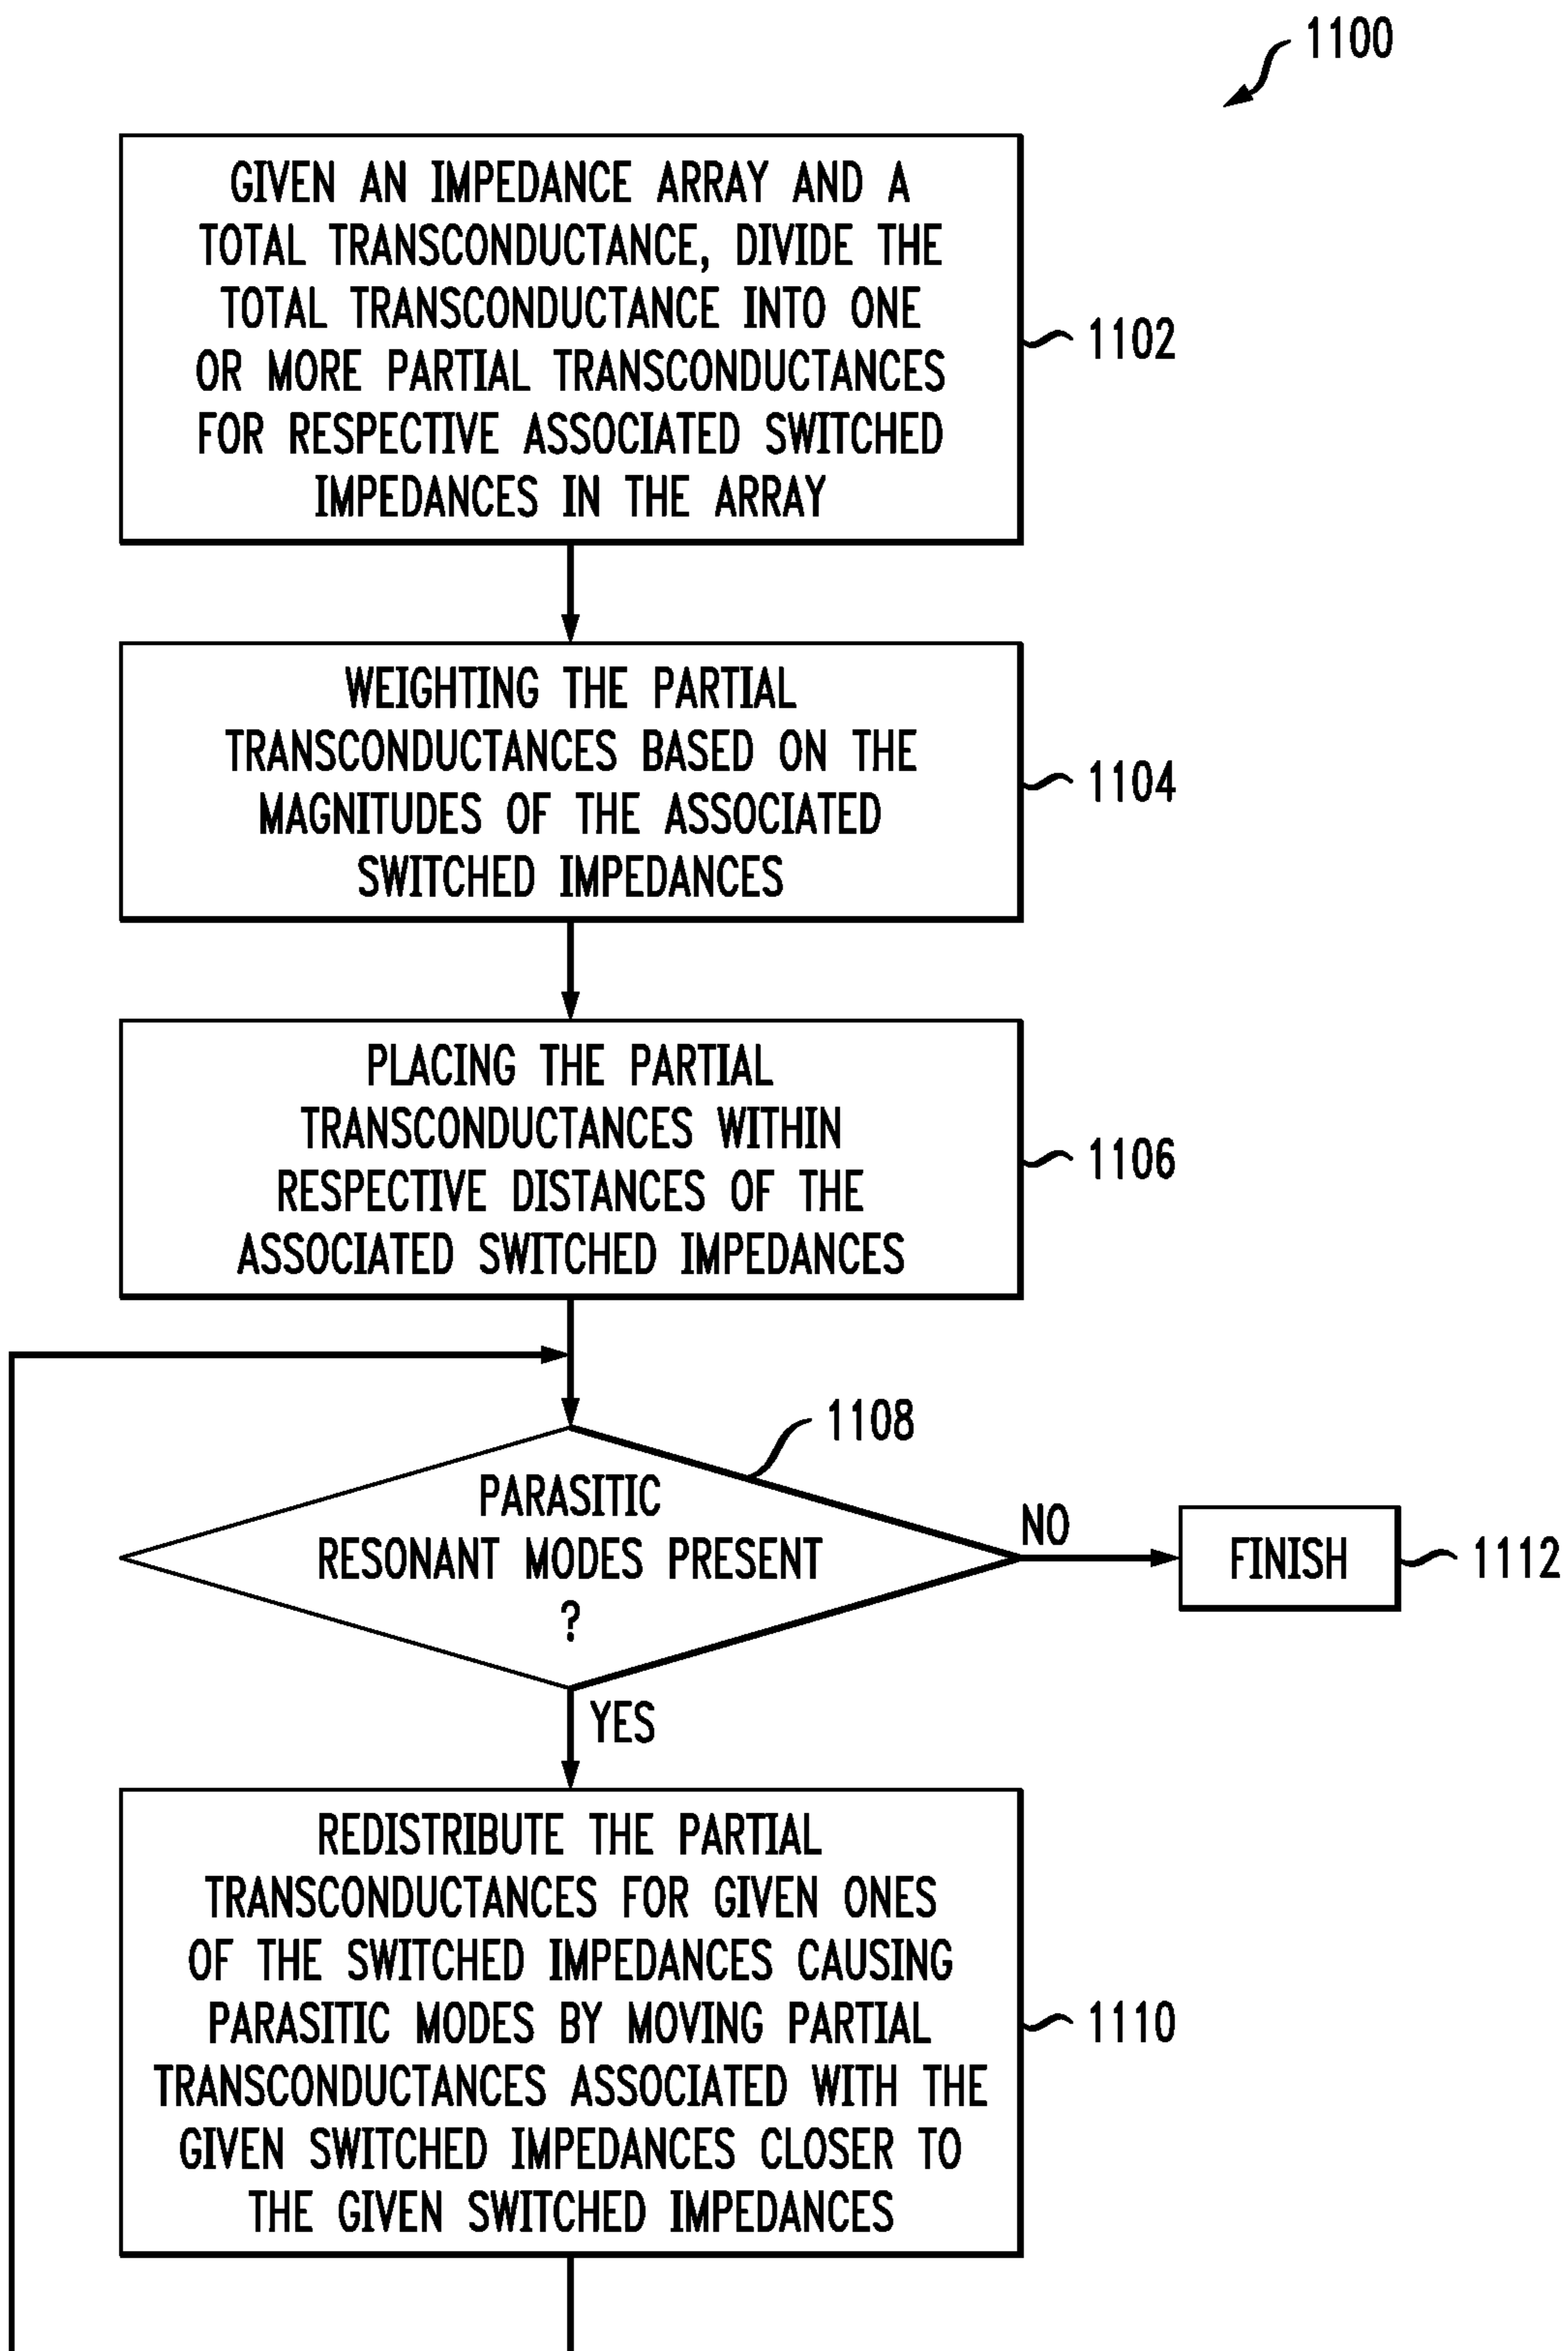 1100
GIVEN AN IMPEDANCE ARRAY AND A
TOTAL TRANSCONDUCTANCE, DIVIDE THE
TOTAL TRANSCONDUCTANCE INTO ONE
OR MORE PARTIAL TRANSCONDUCTANCES
FOR RESPECTIVE ASSOCIATED SWITCHED
IMPEDANCES IN THE ARRAY
1102
WEIGHTING THE PARTIAL
TRANSCONDUCTANCES BASED ON THE
MAGNITUDES OF THE ASSOCIATED
SWITCHED IMPEDANCES
1104
PLACING THE PARTIAL
TRANSCONDUCTANCES WITHIN
RESPECTIVE DISTANCES OF THE
ASSOCIATED SWITCHED IMPEDANCES
1106
1108
PARASITIC
RESONANT MODES PRESENT
?
NO
FINISH
1112
YES
REDISTRIBUTE THE PARTIAL
TRANSCONDUCTANCES FOR GIVEN ONES
OF THE SWITCHED IMPEDANCES CAUSING
PARASITIC MODES BY MOVING PARTIAL
TRANSCONDUCTANCES ASSOCIATED WITH THE
GIVEN SWITCHED IMPEDANCES CLOSER TO
THE GIVEN SWITCHED IMPEDANCES
1110